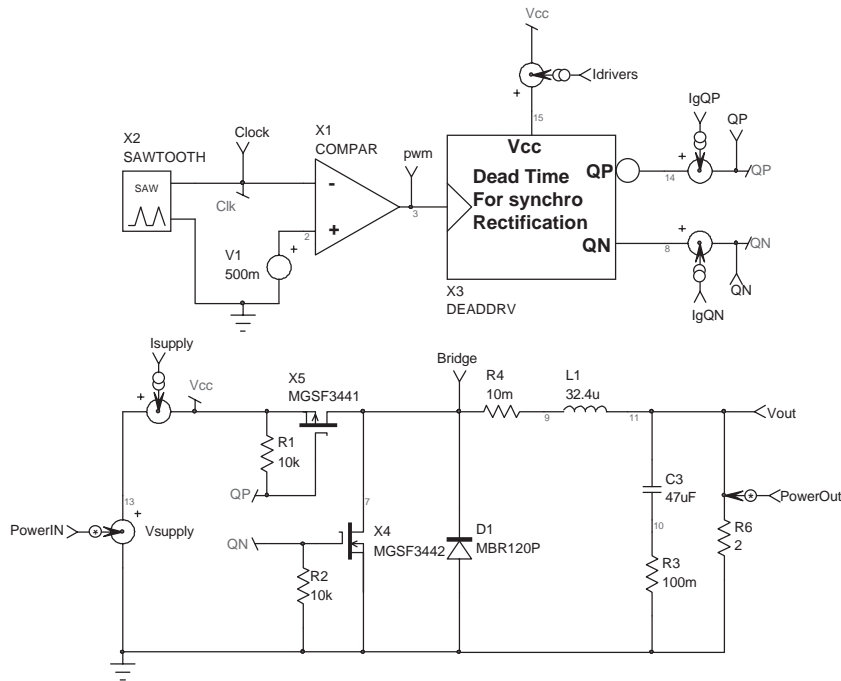 Vcc
Idrivers
+
15
IgQP
QP
X2
SAWTOOTH
Clock
X1
COMPAR
pwm
Vcc
Dead Time
For synchro
Rectification
QP
QN
+
14
QP
SAW
Clk
-
+
2
3
+
V1
500m
+
8
QN
QN
IgQN
X3
DEADDRV
Isupply
+
Vcc
X5
MGSF3441
Bridge
R4
10m
L1
32.4u
9
11
Vout
R1
10k
QP
C3
47uF
13
+
7
PowerIN
*
Vsupply
QN
X4
MGSF3442
D1
MBR120P
10
*
PowerOut
R6
2
R2
10k
R3
100m